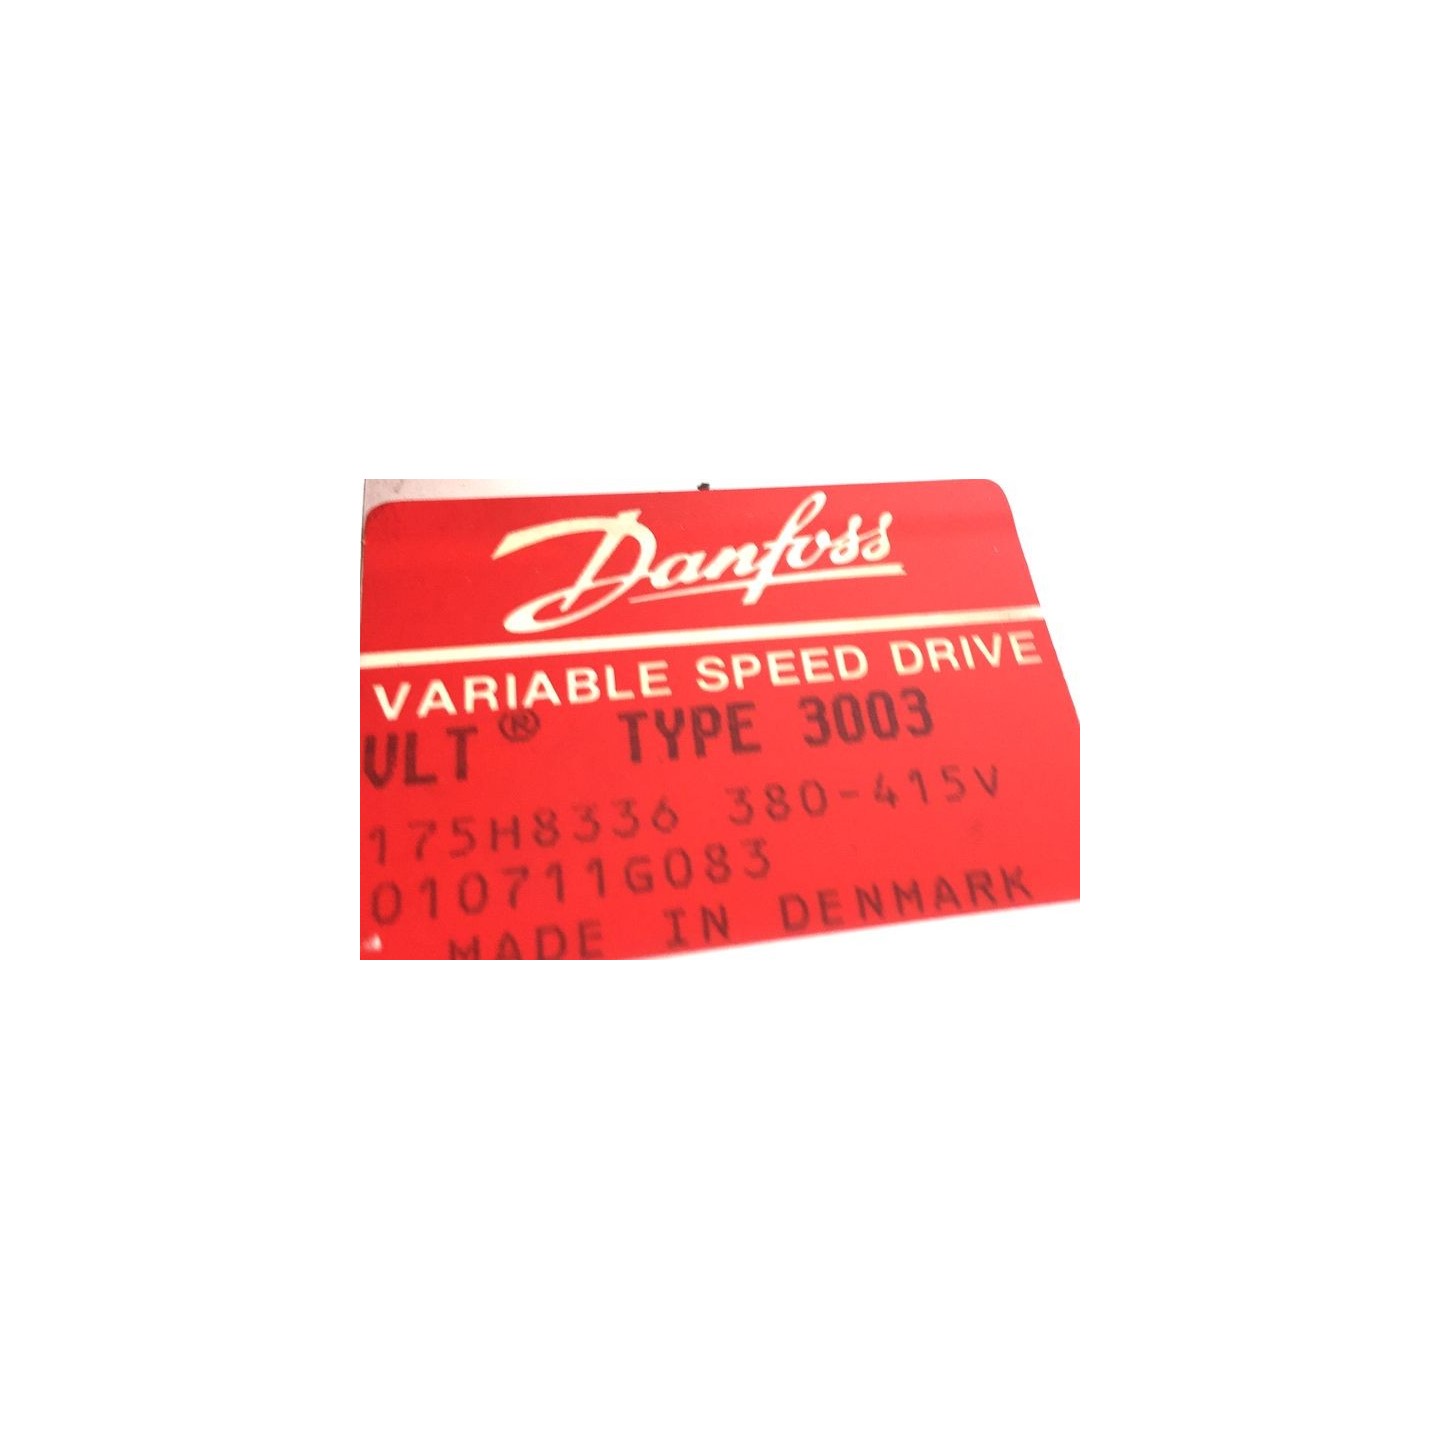 Danfoss
VARIABLE SPEED DRIVE
VLT® TYPE 3003
175H8336 380-415V
010711G083
MADE IN DENMARK